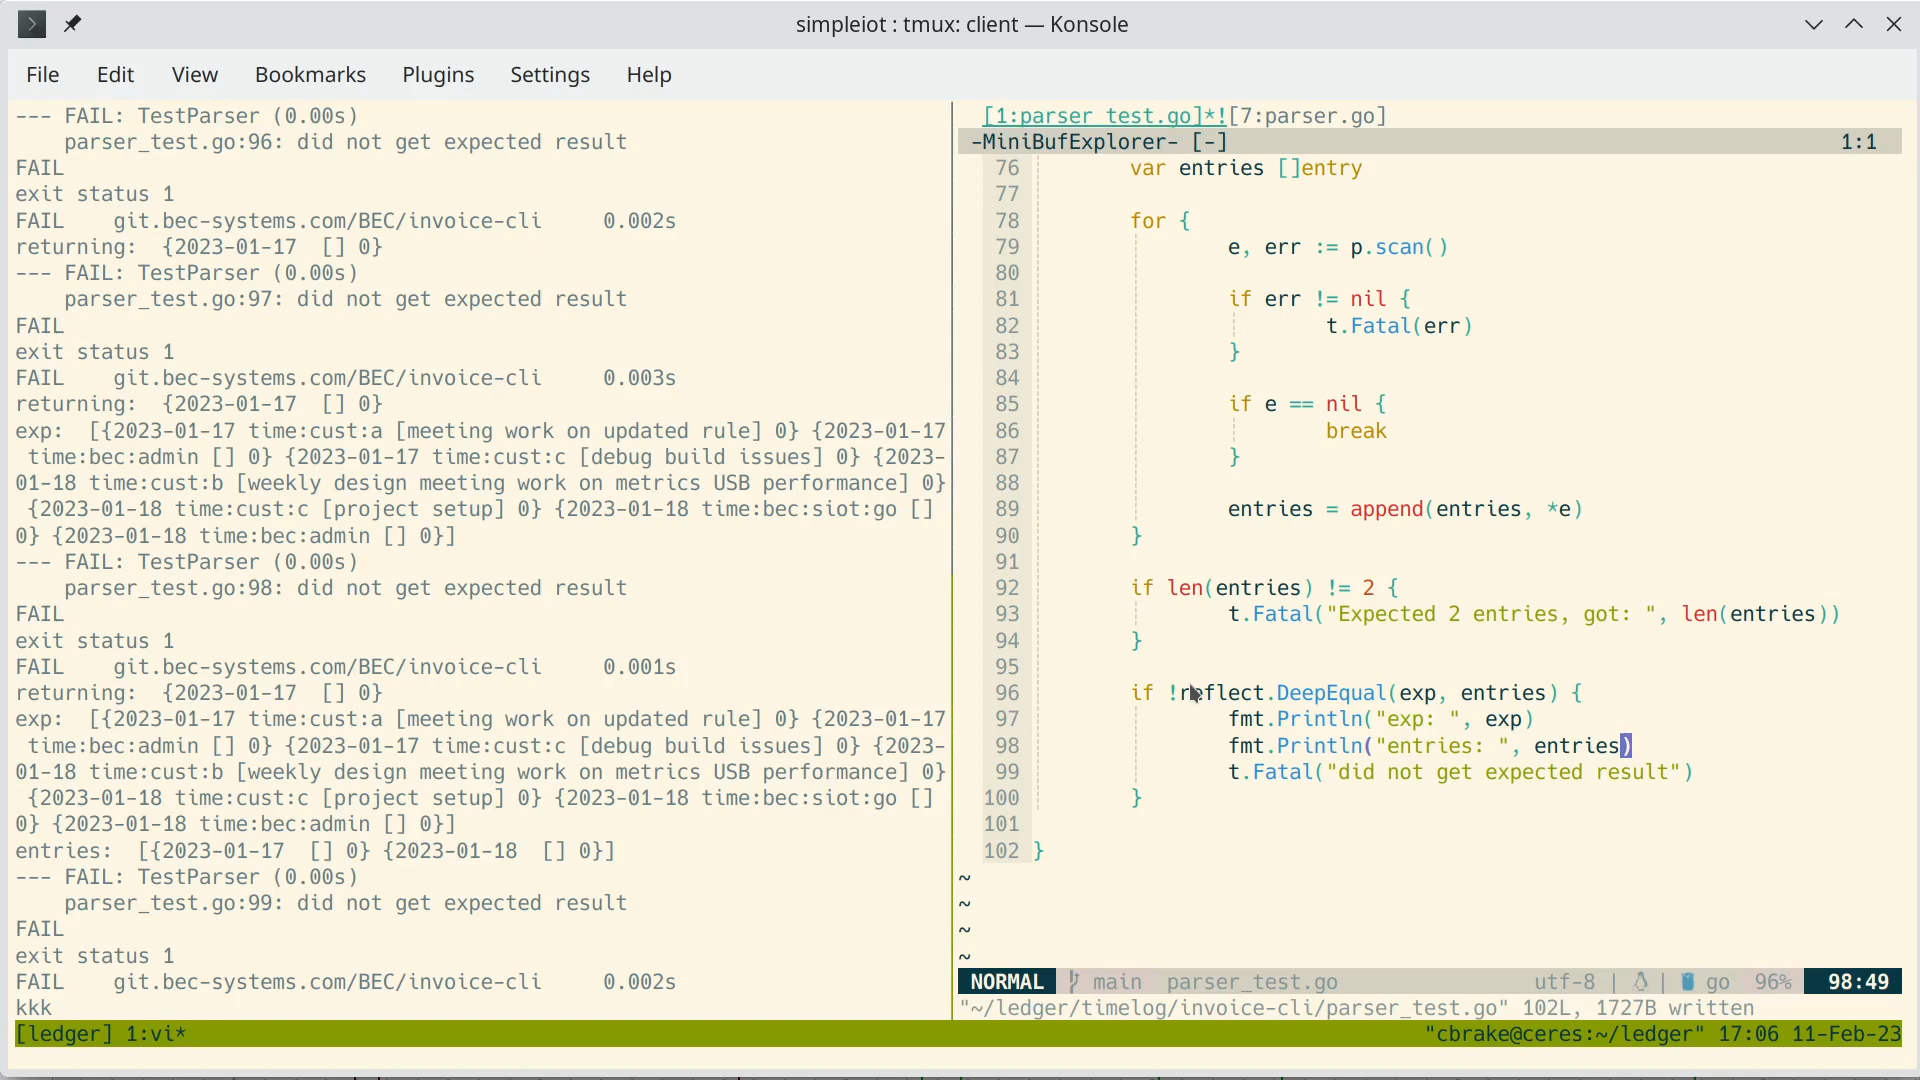 simpleiot : tmux: client — Konsole
File Edit View Bookmarks Plugins Settings Help
--- FAIL: TestParser (0.00s)
    parser_test.go:96: did not get expected result
FAIL
exit status 1
FAIL    git.bec-systems.com/BEC/invoice-cli     0.002s
returning:  {2023-01-17  [] 0}
--- FAIL: TestParser (0.00s)
    parser_test.go:97: did not get expected result
FAIL
exit status 1
FAIL    git.bec-systems.com/BEC/invoice-cli     0.003s
returning:  {2023-01-17  [] 0}
exp:  [{2023-01-17 time:cust:a [meeting work on updated rule] 0} {2023-01-17
 time:bec:admin [] 0} {2023-01-17 time:cust:c [debug build issues] 0} {2023-
01-18 time:cust:b [weekly design meeting work on metrics USB performance] 0}
 {2023-01-18 time:cust:c [project setup] 0} {2023-01-18 time:bec:siot:go []
0} {2023-01-18 time:bec:admin [] 0}]
--- FAIL: TestParser (0.00s)
    parser_test.go:98: did not get expected result
FAIL
exit status 1
FAIL    git.bec-systems.com/BEC/invoice-cli     0.001s
returning:  {2023-01-17  [] 0}
exp:  [{2023-01-17 time:cust:a [meeting work on updated rule] 0} {2023-01-17
 time:bec:admin [] 0} {2023-01-17 time:cust:c [debug build issues] 0} {2023-
01-18 time:cust:b [weekly design meeting work on metrics USB performance] 0}
 {2023-01-18 time:cust:c [project setup] 0} {2023-01-18 time:bec:siot:go []
0} {2023-01-18 time:bec:admin [] 0}]
entries:  [{2023-01-17  [] 0} {2023-01-18  [] 0}]
--- FAIL: TestParser (0.00s)
    parser_test.go:99: did not get expected result
FAIL
exit status 1
FAIL    git.bec-systems.com/BEC/invoice-cli     0.002s
kkk
[1:parser_test.go]*![7:parser.go]
-MiniBufExplorer- [-] 1:1
76         var entries []entry
77
78         for {
79                 e, err := p.scan()
80
81                 if err != nil {
82                         t.Fatal(err)
83                 }
84
85                 if e == nil {
86                         break
87                 }
88
89                 entries = append(entries, *e)
90         }
91
92         if len(entries) != 2 {
93                 t.Fatal("Expected 2 entries, got: ", len(entries))
94         }
95
96         if !reflect.DeepEqual(exp, entries) {
97                 fmt.Println("exp: ", exp)
98                 fmt.Println("entries: ", entries)
99                 t.Fatal("did not get expected result")
100         }
101
102 }
~
~
~
~
NORMAL main parser_test.go utf-8 | | go 96% 98:49
"~/ledger/timelog/invoice-cli/parser_test.go" 102L, 1727B written
[ledger] 1:vi* "cbrake@ceres:~/ledger" 17:06 11-Feb-23